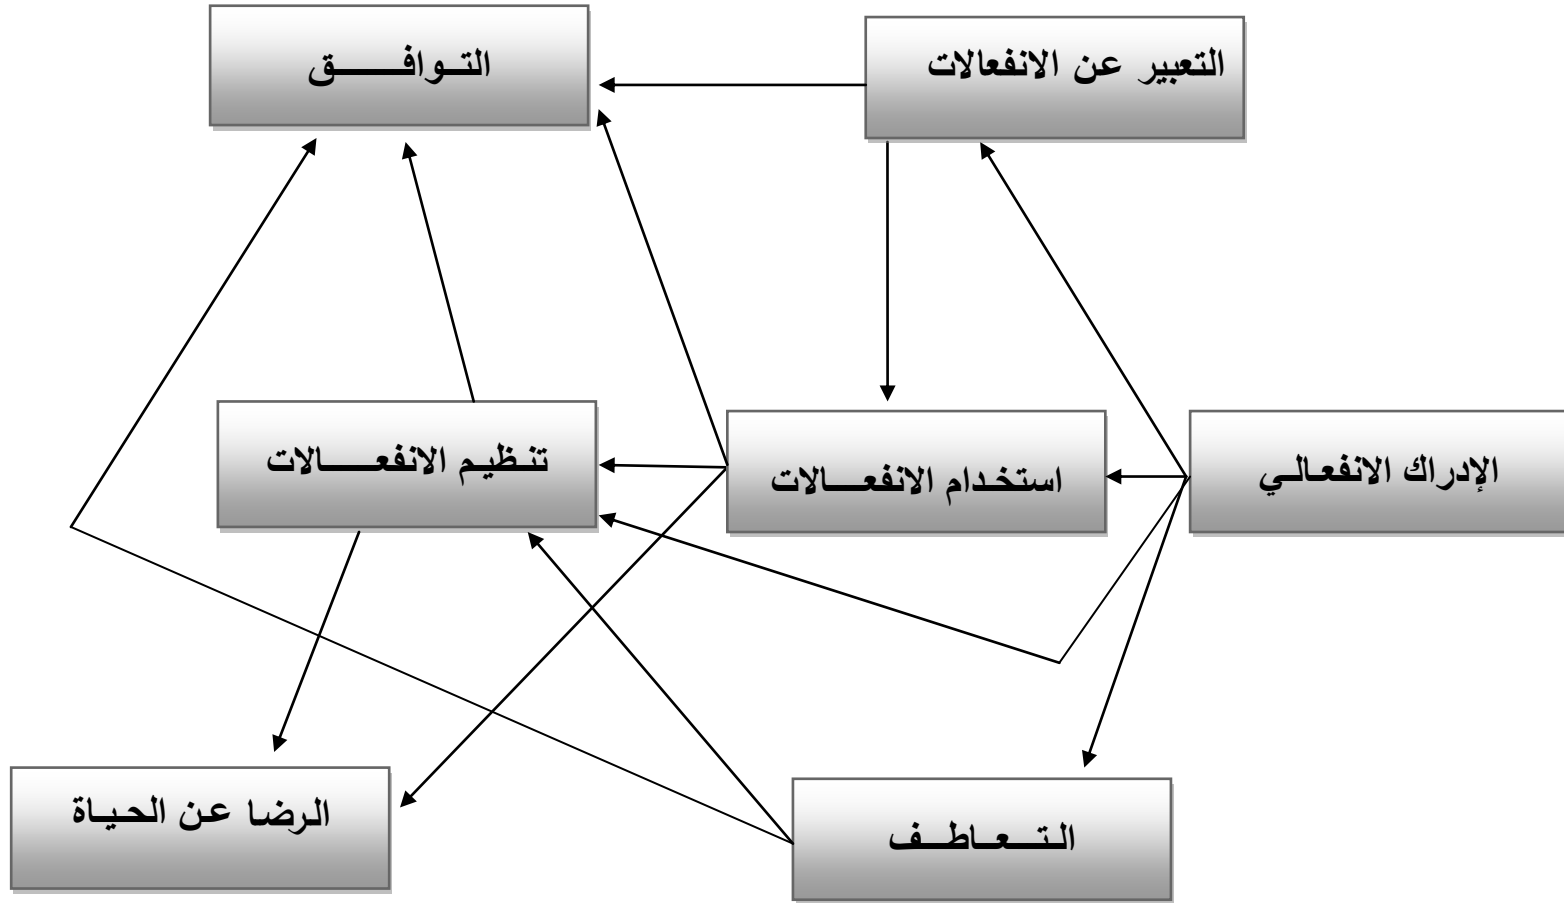 التعبير عن الانفعالات
التوافق
الإدراك الانفعالي
استخدام الانفعالات
تنظيم الانفعالات
التعاطف
الرضا عن الحياة